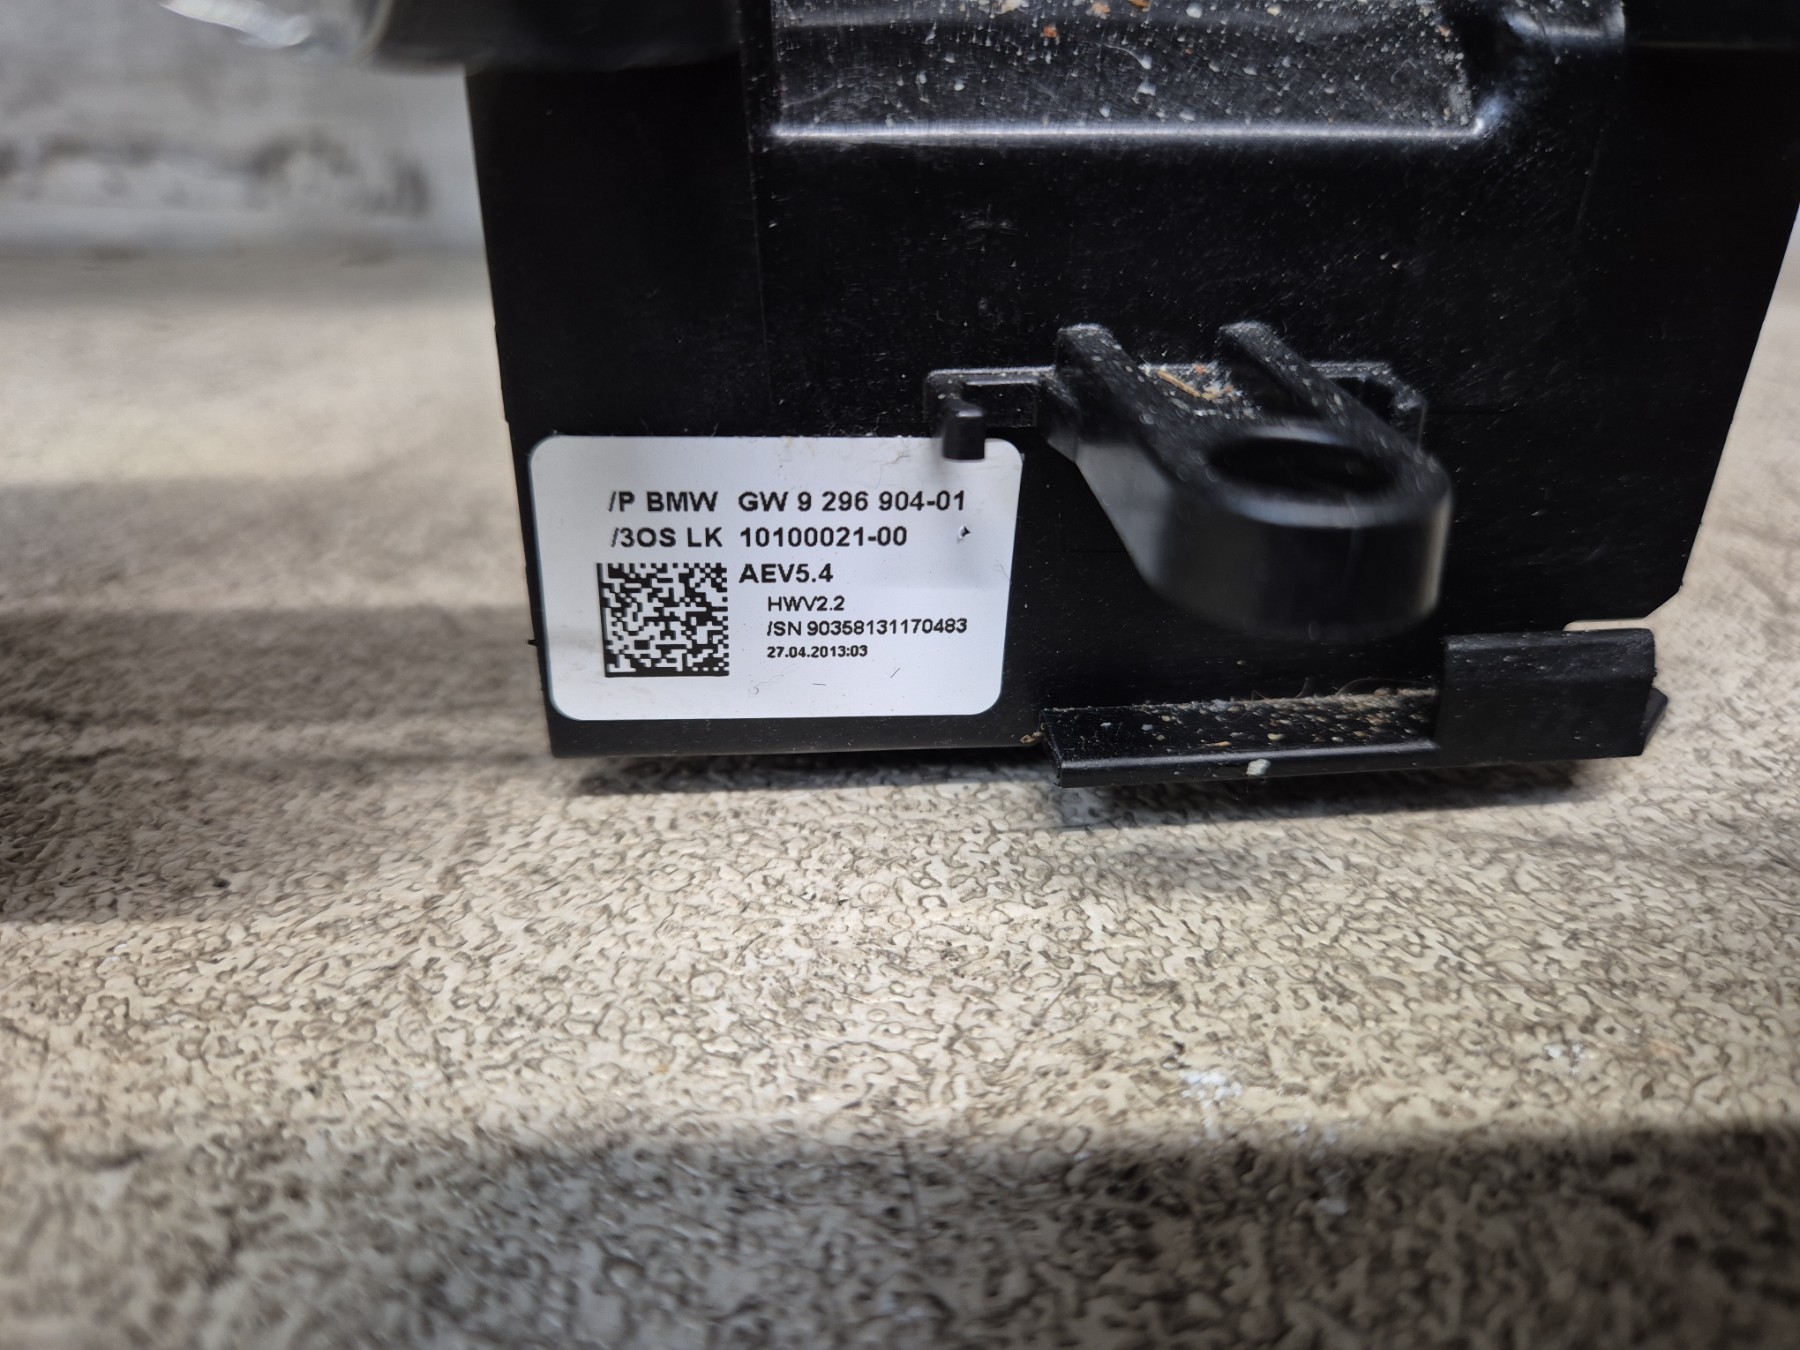 /P BMW GW 9 296 904-01
/3OS LK 10100021-00
AEV5.4
HWV2.2
/SN 90358131170483
27.04.2013:03